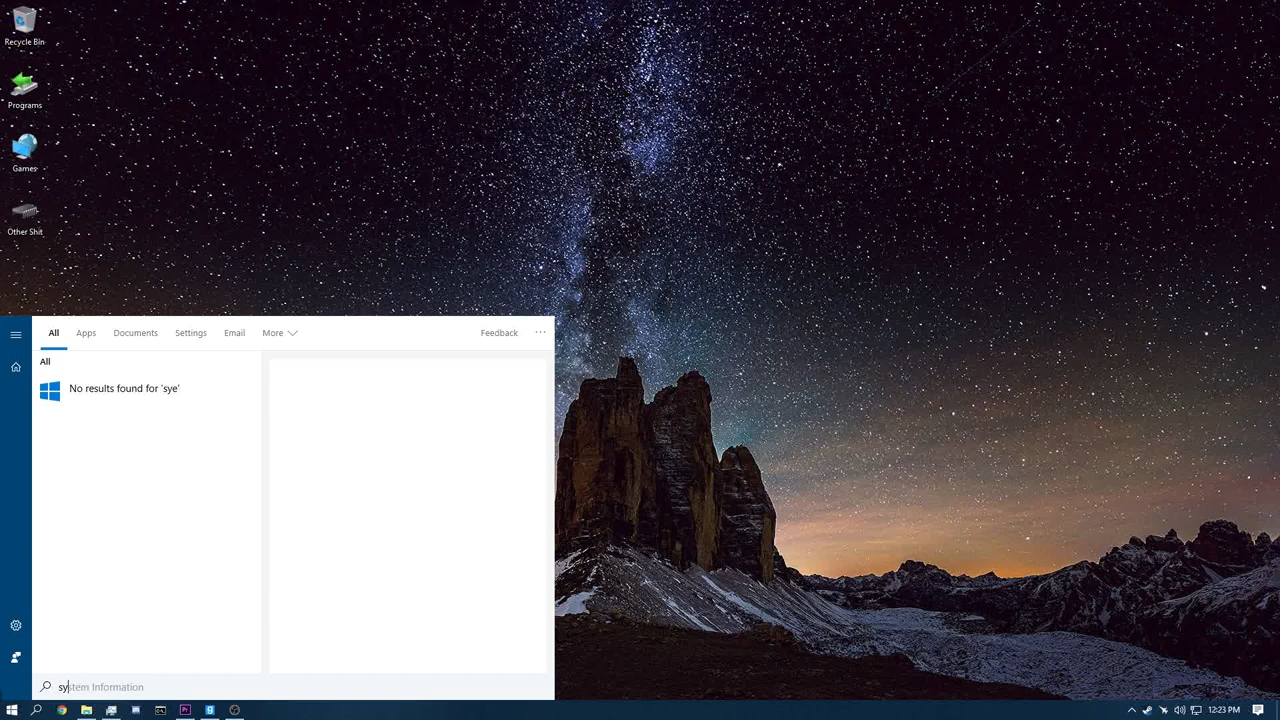 Recycle Bin
Programs
Games
Other Shit
All Apps Documents Settings Email More Feedback ...
All
No results found for 'sye'
system Information
12:23 PM